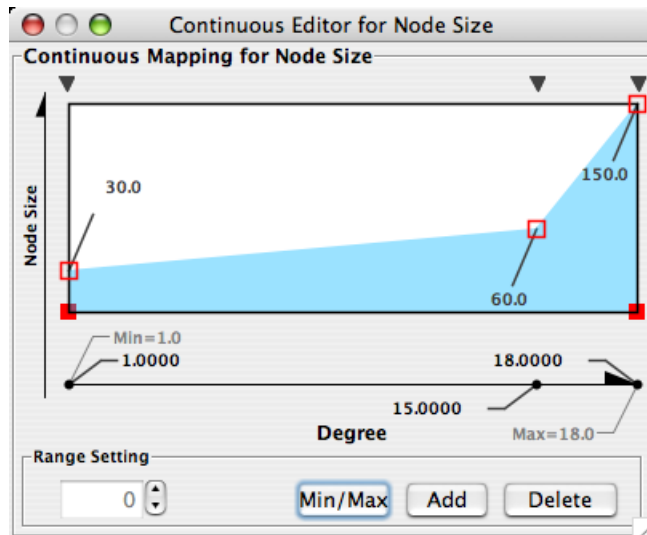 Continuous Editor for Node Size
Continuous Mapping for Node Size
Node Size
30.0
150.0
60.0
Min=1.0
1.0000
18.0000
15.0000
Degree
Max=18.0
Range Setting
0
Min/Max
Add
Delete